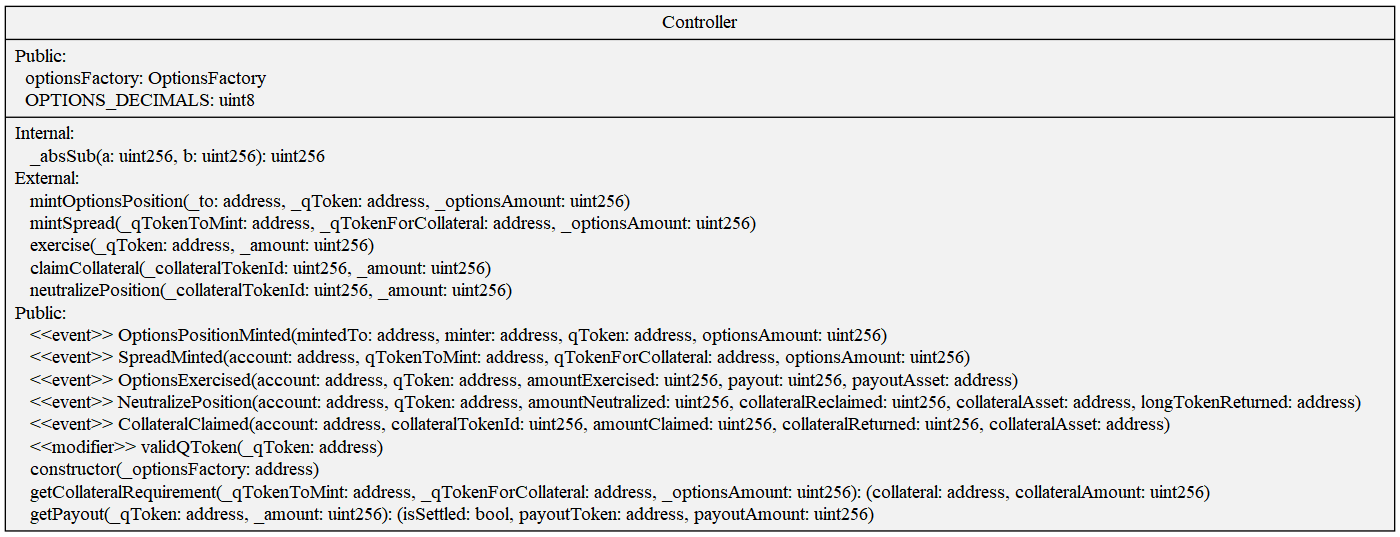 Controller
Public:
optionsFactory: OptionsFactory
OPTIONS_DECIMALS: uint8
Internal:
_absSub(a: uint256, b: uint256): uint256
External:
mintOptionsPosition(_to: address, _qToken: address, _optionsAmount: uint256)
mintSpread(_qTokenToMint: address, _qTokenForCollateral: address, _optionsAmount: uint256)
exercise(_qToken: address, _amount: uint256)
claimCollateral(_collateralTokenId: uint256, _amount: uint256)
neutralizePosition(_collateralTokenId: uint256, _amount: uint256)
Public:
<<event>> OptionsPositionMinted(mintedTo: address, minter: address, qToken: address, optionsAmount: uint256)
<<event>> SpreadMinted(account: address, qTokenToMint: address, qTokenForCollateral: address, optionsAmount: uint256)
<<event>> OptionsExercised(account: address, qToken: address, amountExercised: uint256, payout: uint256, payoutAsset: address)
<<event>> NeutralizePosition(account: address, qToken: address, amountNeutralized: uint256, collateralReclaimed: uint256, collateralAsset: address, longTokenReturned: address)
<<event>> CollateralClaimed(account: address, collateralTokenId: uint256, amountClaimed: uint256, collateralReturned: uint256, collateralAsset: address)
<<modifier>> validQToken(_qToken: address)
constructor(_optionsFactory: address)
getCollateralRequirement(_qTokenToMint: address, _qTokenForCollateral: address, _optionsAmount: uint256): (collateral: address, collateralAmount: uint256)
getPayout(_qToken: address, _amount: uint256): (isSettled: bool, payoutToken: address, payoutAmount: uint256)